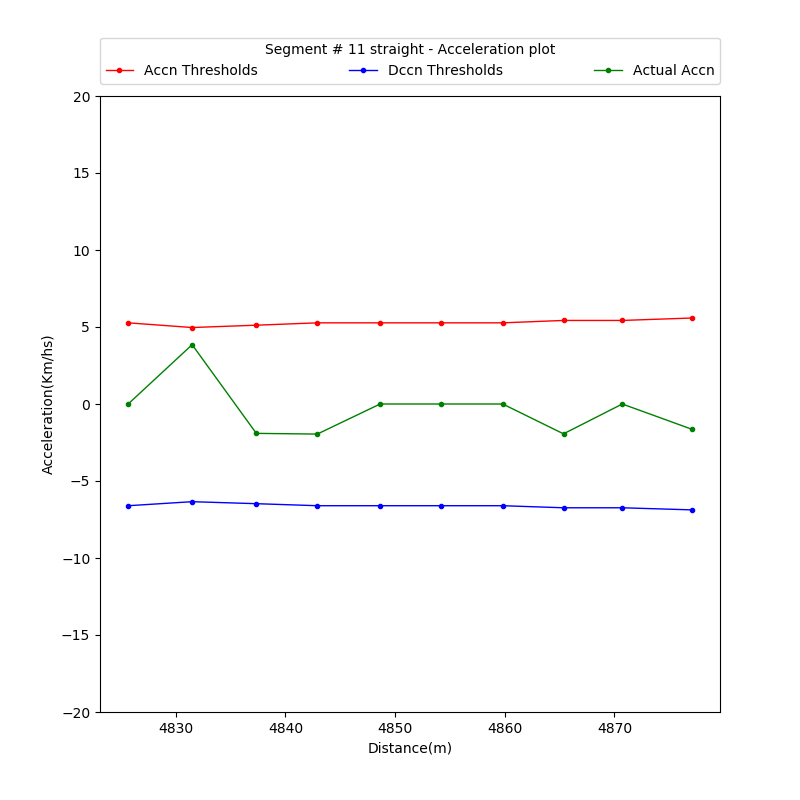 Segment # 11 straight - Acceleration plot
Accn Thresholds Dccn Thresholds Actual Accn
20
15
10
5
0
−5
−10
−15
−20
Acceleration(Km/hs)
4830 4840 4850 4860 4870
Distance(m)